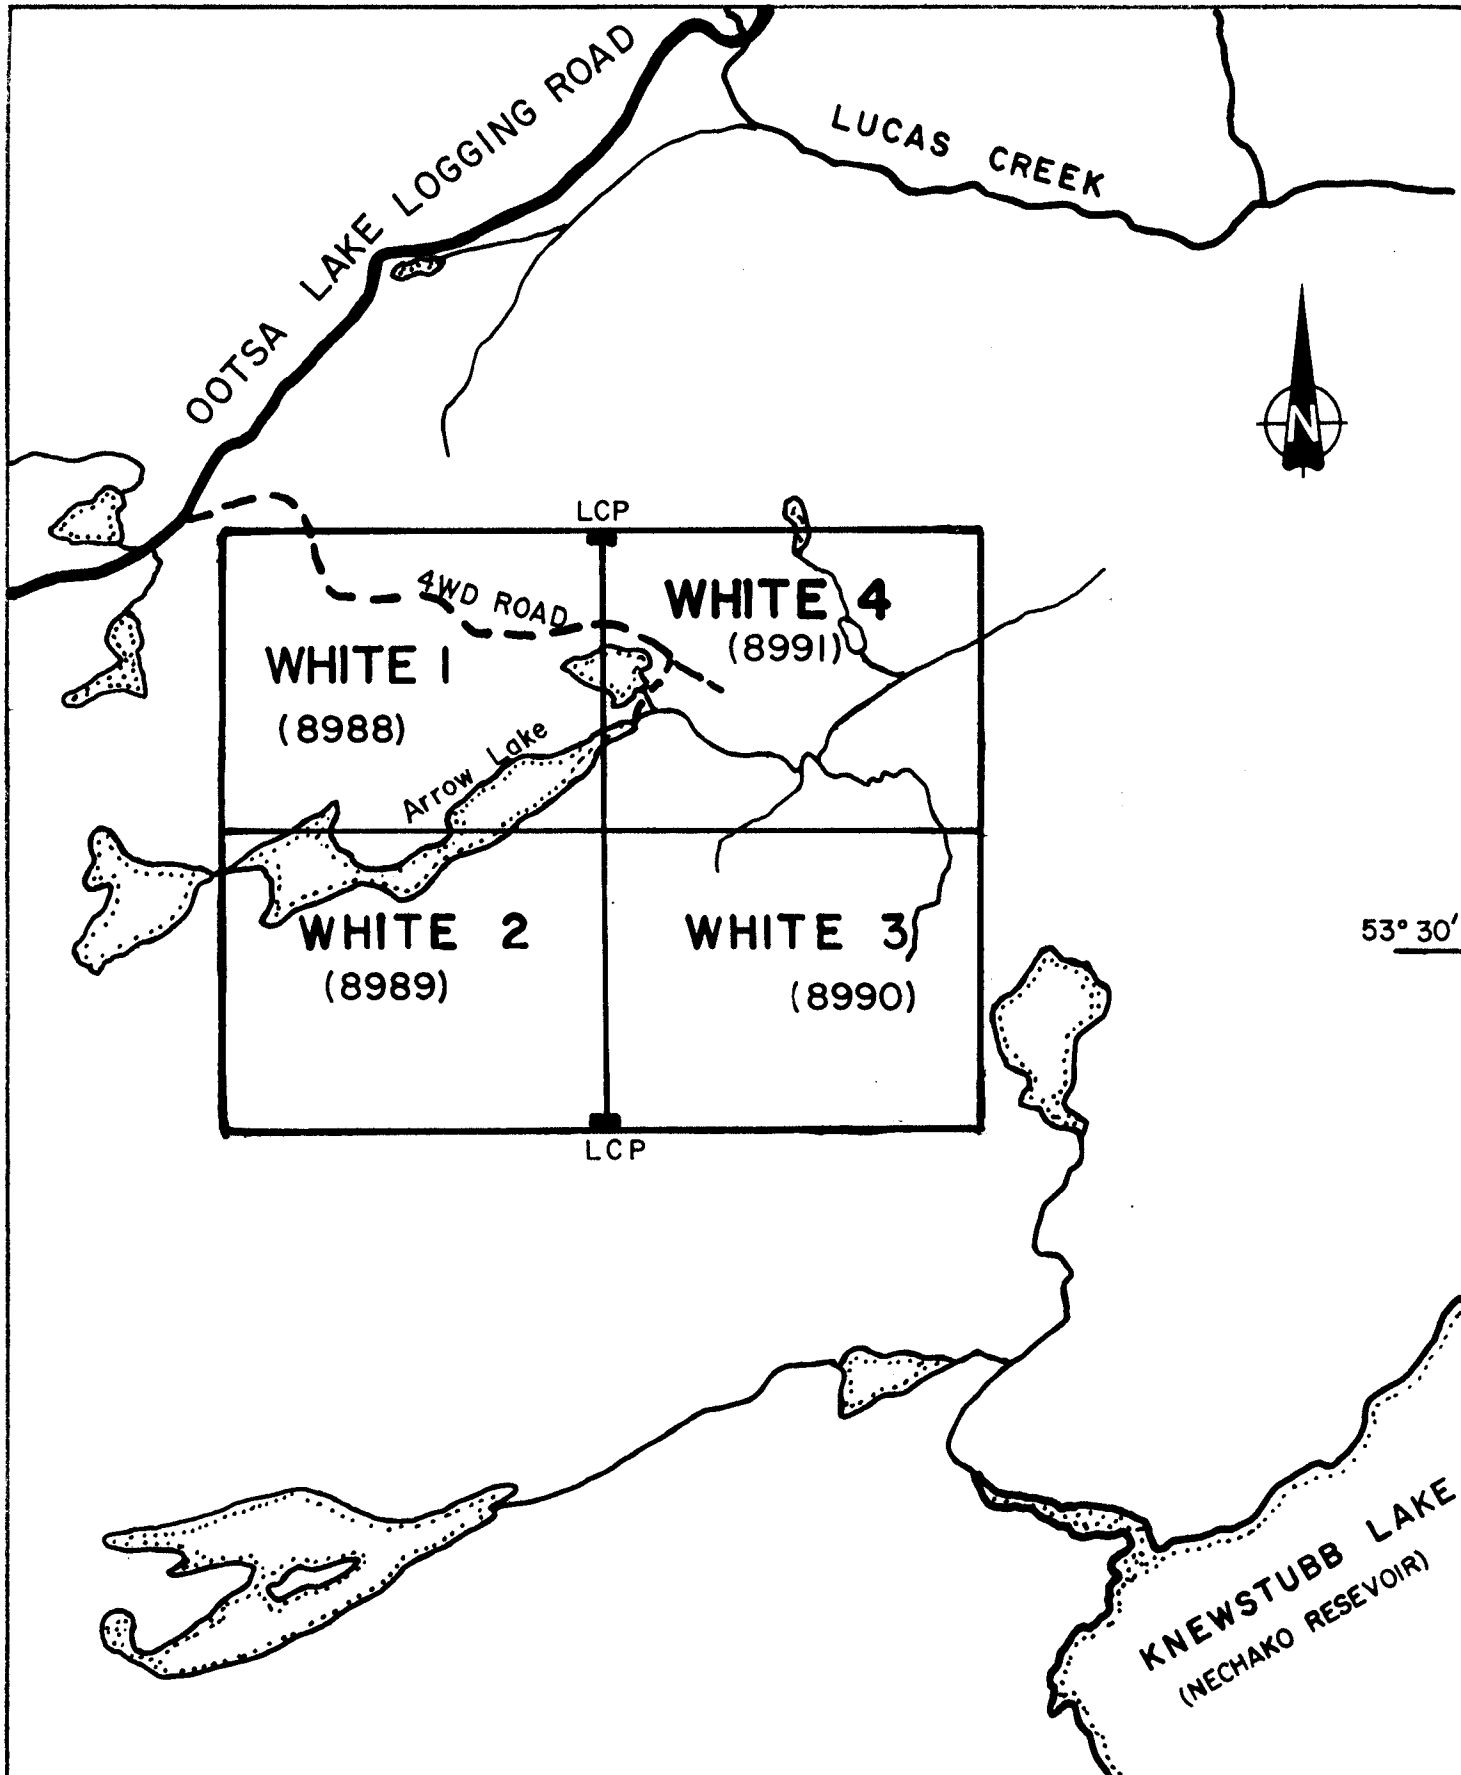 OOTSA LAKE LOGGING ROAD
LUCAS CREEK
N
LCP
4WD ROAD
WHITE 4
(8991)
WHITE 1
(8988)
Arrow Lake
WHITE 2
(8989)
WHITE 3
(8990)
53° 30'
LCP
KNEWSTUBB LAKE
(NECHAKO RESEVOIR)